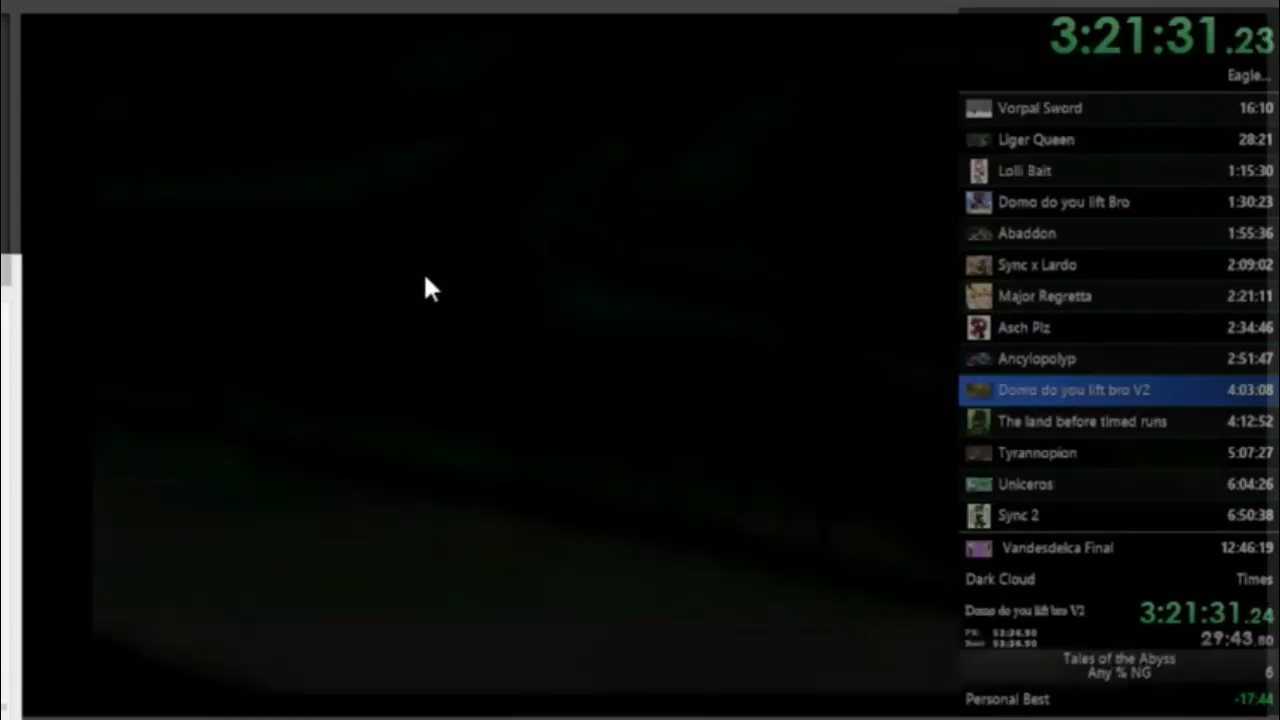 3:21:31.23
Eagle...
Vorpal Sword 16:10
Liger Queen 28:21
Lolli Bait 1:15:30
Domo do you lift Bro 1:30:23
Abaddon 1:55:36
Sync x Lardo 2:09:02
Major Regretta 2:21:11
Asch Plz 2:34:46
Ancylopolyp 2:51:47
Domo do you lift bro V2 4:03:08
The land before timed runs 4:12:52
Tyrannopion 5:07:27
Uniceros 6:04:26
Sync 2 6:50:38
Vandesdelca Final 12:46:19
Dark Cloud Times
Domo do you lift bro V2 3:21:31.24
29:43.80
Tales of the Abyss
Any % NG 6
Personal Best -17:44